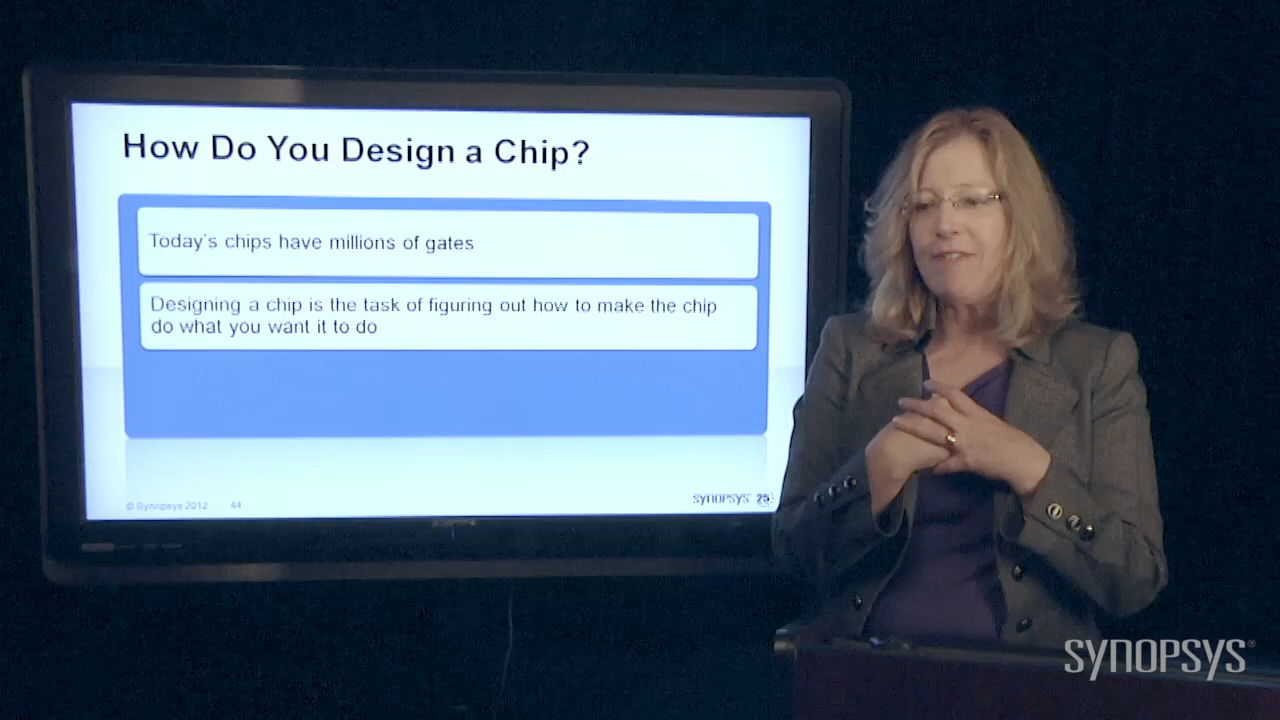 How Do You Design a Chip?
Today's chips have millions of gates
Designing a chip is the task of figuring out how to make the chip
do what you want it to do
© Synopsys 2012 44
SYNOPSYS 25
SYNOPSYS®